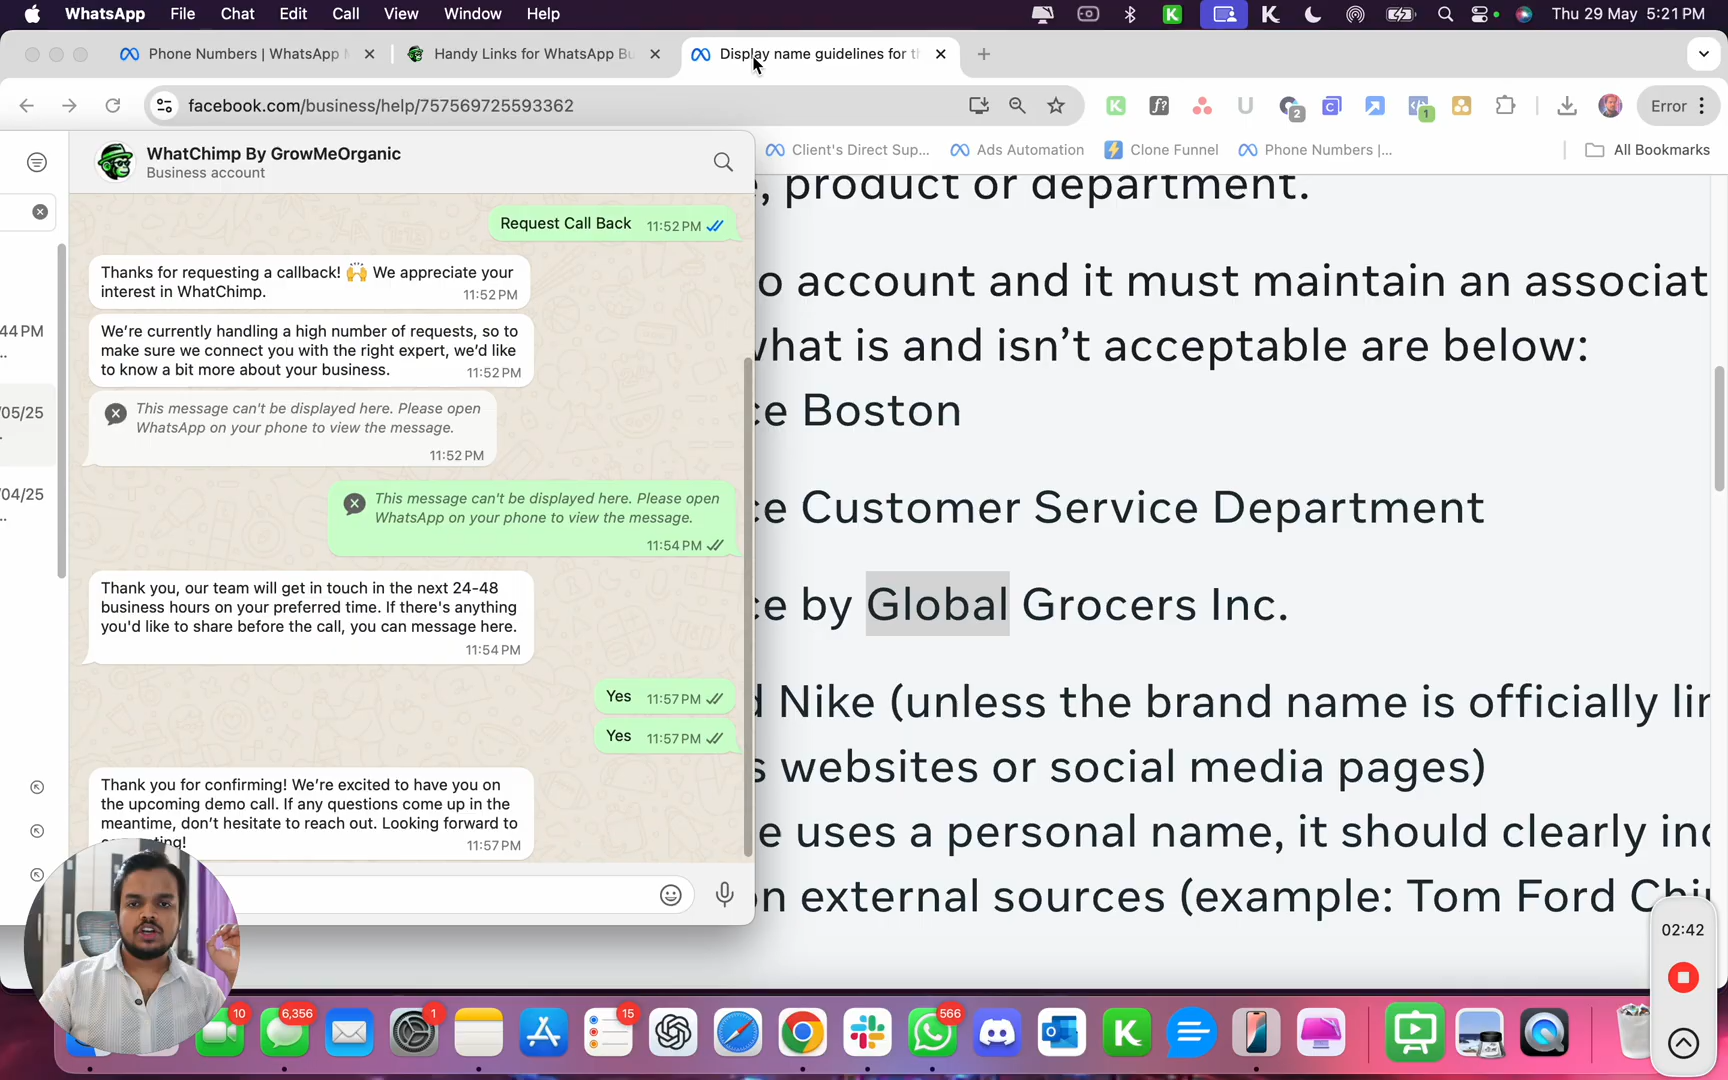 WhatsApp File Chat Edit Call View Window Help
Thu 29 May 5:21 PM
Phone Numbers | WhatsApp
Handy Links for WhatsApp Bu
Display name guidelines for
facebook.com/business/help/757569725593362
2
1
Error
Client's Direct Sup...
Ads Automation
Clone Funnel
Phone Numbers |...
All Bookmarks
WhatChimp By GrowMeOrganic
Business account
Request Call Back 11:52 PM
Thanks for requesting a callback! 🙌 We appreciate your
interest in WhatChimp.
11:52 PM
We're currently handling a high number of requests, so to
make sure we connect you with the right expert, we'd like
to know a bit more about your business.
11:52 PM
This message can't be displayed here. Please open
WhatsApp on your phone to view the message.
11:52 PM
This message can't be displayed here. Please open
WhatsApp on your phone to view the message.
11:54 PM
Thank you, our team will get in touch in the next 24-48
business hours on your preferred time. If there's anything
you'd like to share before the call, you can message here.
11:54 PM
Yes 11:57 PM
Yes 11:57 PM
Thank you for confirming! We're excited to have you on
the upcoming demo call. If any questions come up in the
meantime, don't hesitate to reach out. Looking forward to
11:57 PM
44 PM
...
/05/25
/04/25
...
, product or department.
o account and it must maintain an associat
what is and isn't acceptable are below:
ce Boston
ce Customer Service Department
ce by Global Grocers Inc.
d Nike (unless the brand name is officially lin
s websites or social media pages)
e uses a personal name, it should clearly inc
on external sources (example: Tom Ford Chi
02:42
10
6,356
1
15
566